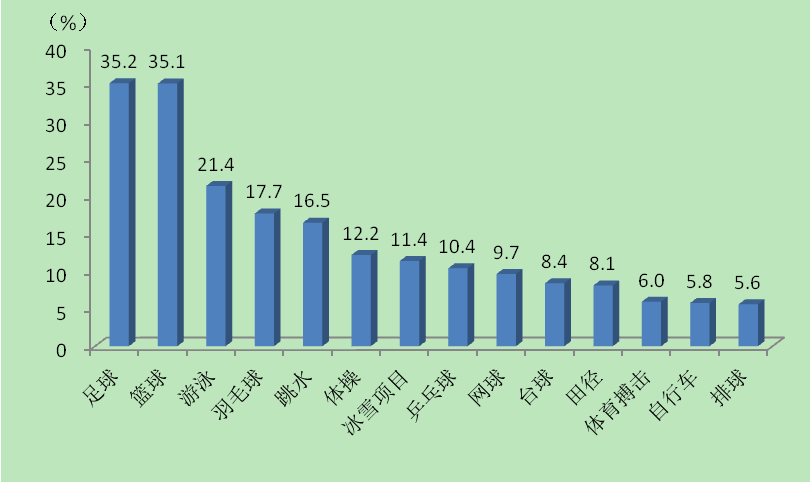 （%）
40
35
30
25
20
15
10
5
0
35.2
35.1
21.4
17.7
16.5
12.2
11.4
10.4
9.7
8.4
8.1
6.0
5.8
5.6
足球
篮球
游泳
羽毛球
跳水
体操
冰雪项目
乒乓球
网球
台球
田径
体育搏击
自行车
排球